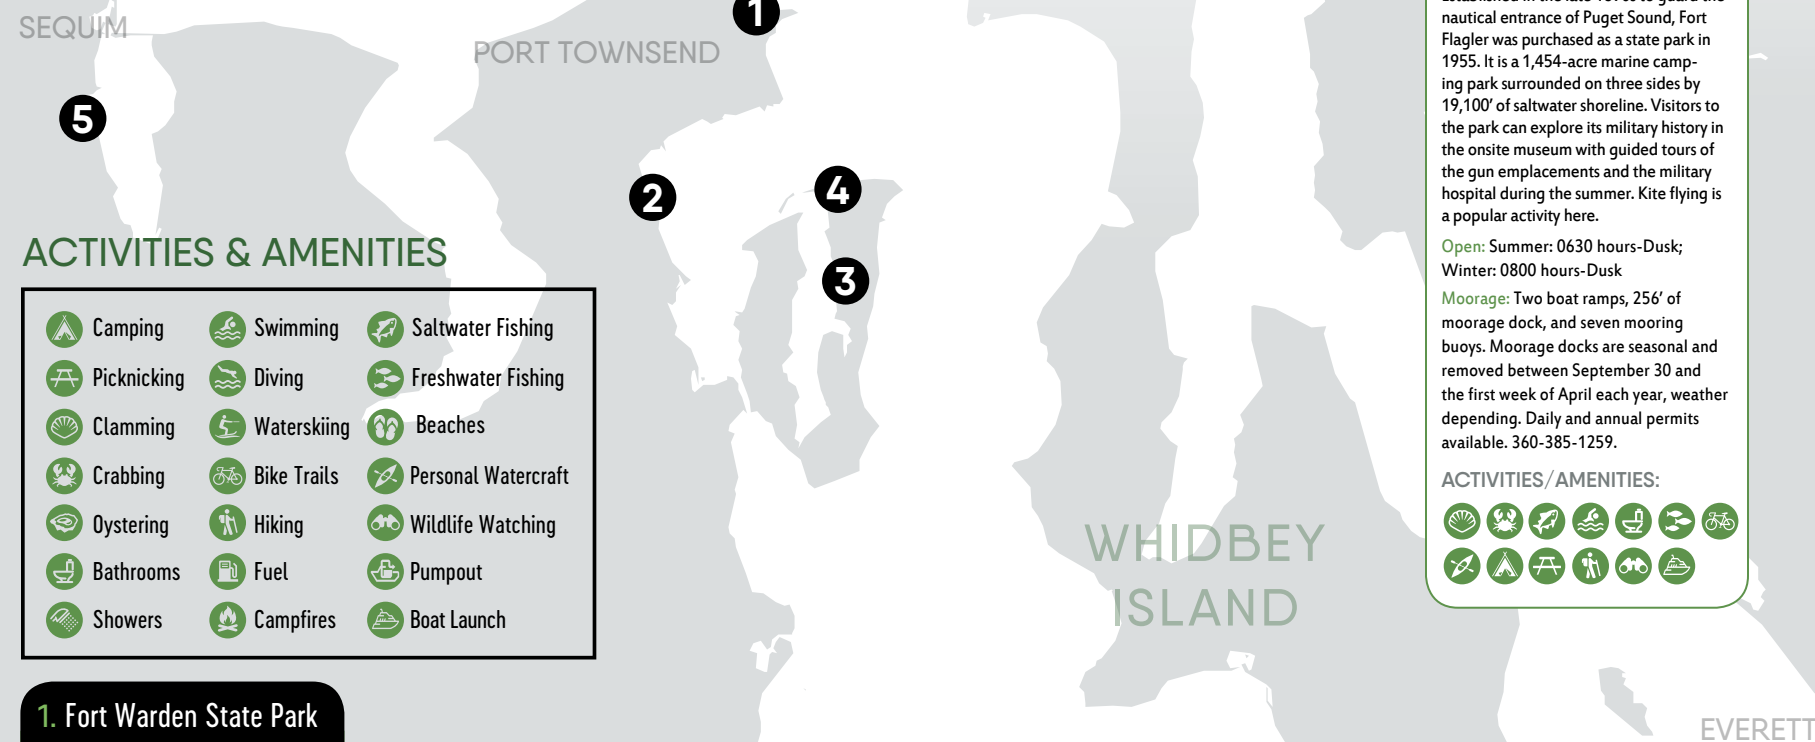 SEQUIM
PORT TOWNSEND
1
5
2
4
3
ACTIVITIES & AMENITIES
Camping
Swimming
Saltwater Fishing
Picknicking
Diving
Freshwater Fishing
Clamming
Waterskiing
Beaches
Crabbing
Bike Trails
Personal Watercraft
Oystering
Hiking
Wildlife Watching
Bathrooms
Fuel
Pumpout
Showers
Campfires
Boat Launch
1. Fort Warden State Park
WHIDBEY
ISLAND
nautical entrance of Puget Sound, Fort
Flagler was purchased as a state park in
1955. It is a 1,454-acre marine camp-
ing park surrounded on three sides by
19,100’ of saltwater shoreline. Visitors to
the park can explore its military history in
the onsite museum with guided tours of
the gun emplacements and the military
hospital during the summer. Kite flying is
a popular activity here.
Open: Summer: 0630 hours-Dusk;
Winter: 0800 hours-Dusk
Moorage: Two boat ramps, 256’ of
moorage dock, and seven mooring
buoys. Moorage docks are seasonal and
removed between September 30 and
the first week of April each year, weather
depending. Daily and annual permits
available. 360-385-1259.
ACTIVITIES/AMENITIES:
EVERETT